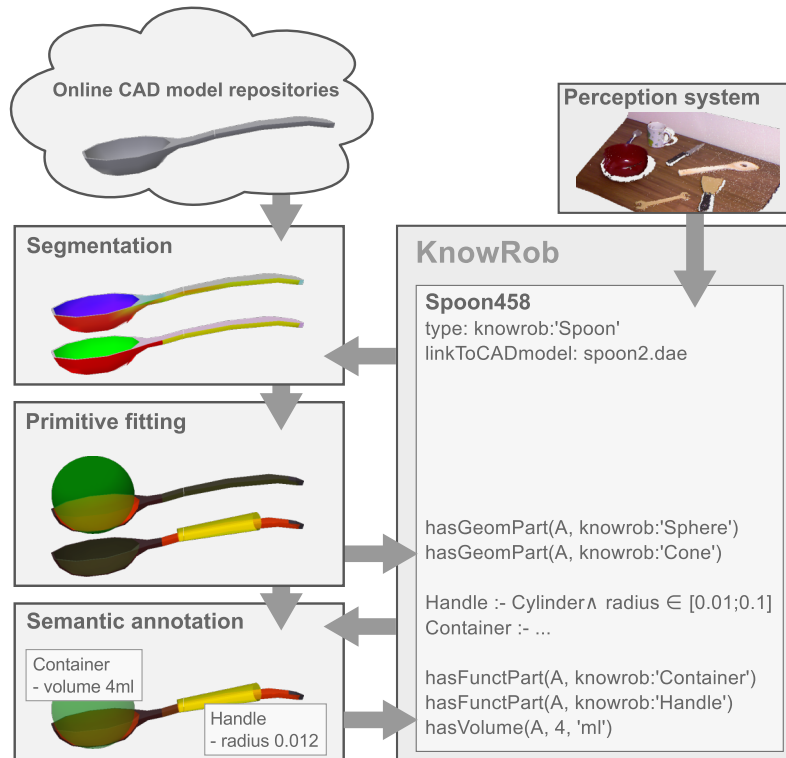 Online CAD model repositories
Perception system
Segmentation
KnowRob
Spoon458
type: knowrob:'Spoon'
linkToCADmodel: spoon2.dae
Primitive fitting
hasGeomPart(A, knowrob:'Sphere')
hasGeomPart(A, knowrob:'Cone')
Handle :- Cylinder∧ radius ∈ [0.01;0.1]
Container :- ...
Semantic annotation
Container
- volume 4ml
Handle
- radius 0.012
hasFunctPart(A, knowrob:'Container')
hasFunctPart(A, knowrob:'Handle')
hasVolume(A, 4, 'ml')